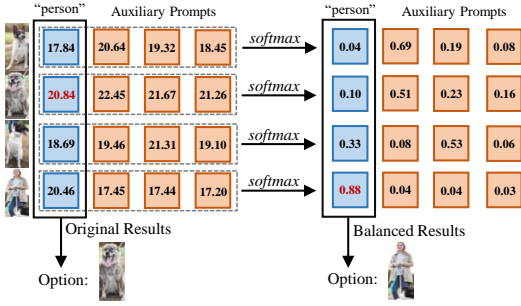 "person" Auxiliary Prompts "person" Auxiliary Prompts
17.84 20.64 19.32 18.45 softmax 0.04 0.69 0.19 0.08
20.84 22.45 21.67 21.26 softmax 0.10 0.51 0.23 0.16
18.69 19.46 21.31 19.10 softmax 0.33 0.08 0.53 0.06
20.46 17.45 17.44 17.20 softmax 0.88 0.04 0.04 0.03
Original Results Balanced Results
Option: Option: